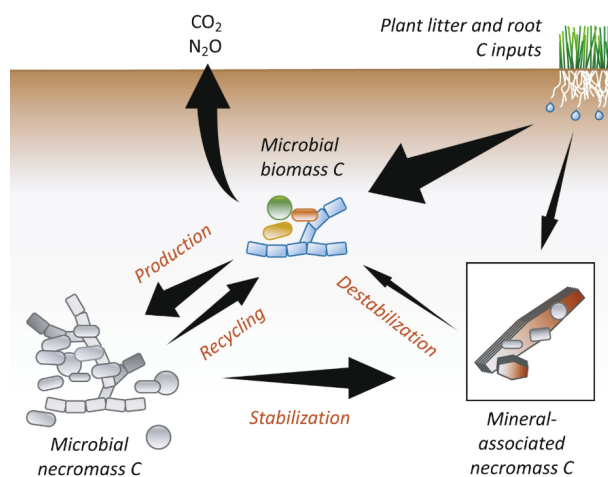 CO₂
N₂O
Plant litter and root
C inputs
Microbial
biomass C
Production
Recycling
Destabilization
Stabilization
Microbial
necromass C
Mineral-
associated
necromass C